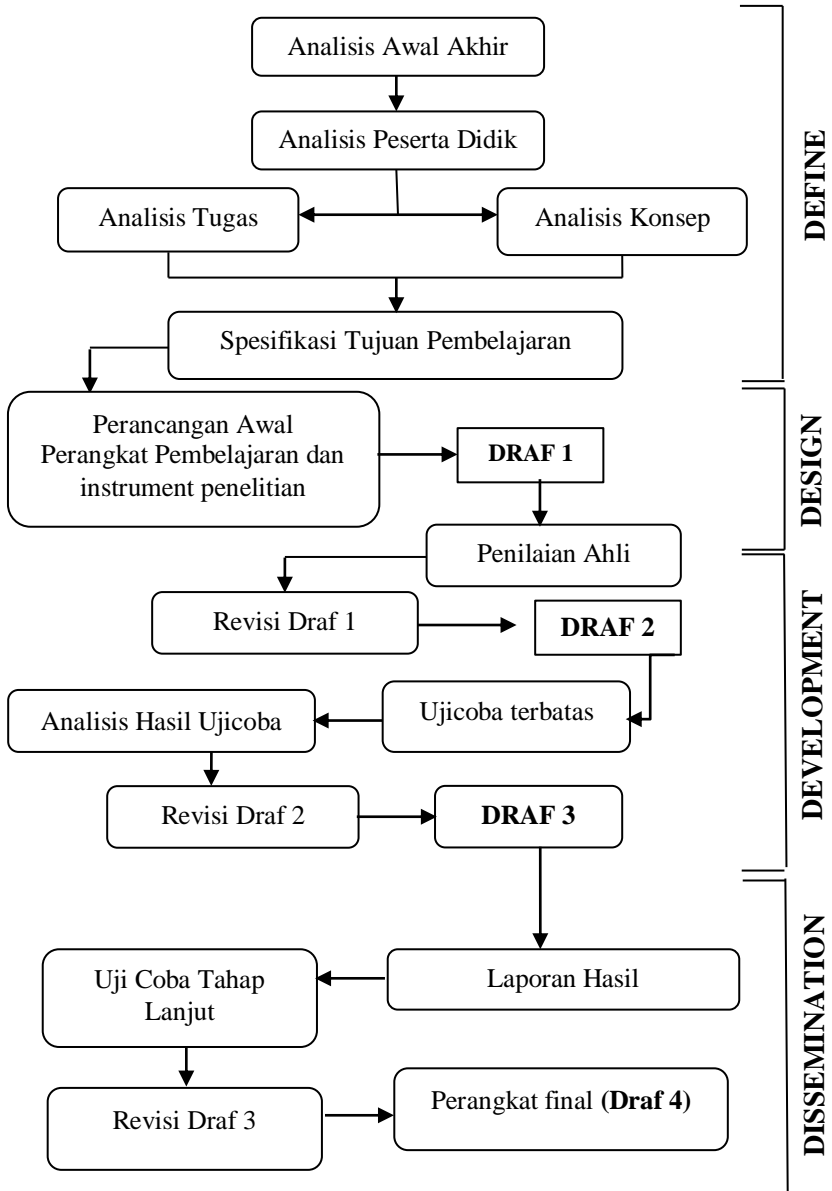 Analisis Awal Akhir
Analisis Peserta Didik
Analisis Tugas
Analisis Konsep
Spesifikasi Tujuan Pembelajaran
DEFINE
Perancangan Awal
Perangkat Pembelajaran dan
instrument penelitian
DRAF 1
DESIGN
Penilaian Ahli
Revisi Draf 1
DRAF 2
Ujicoba terbatas
Analisis Hasil Ujicoba
Revisi Draf 2
DRAF 3
DEVELOPMENT
Laporan Hasil
Uji Coba Tahap
Lanjut
Revisi Draf 3
Perangkat final (Draf 4)
DISSEMINATION